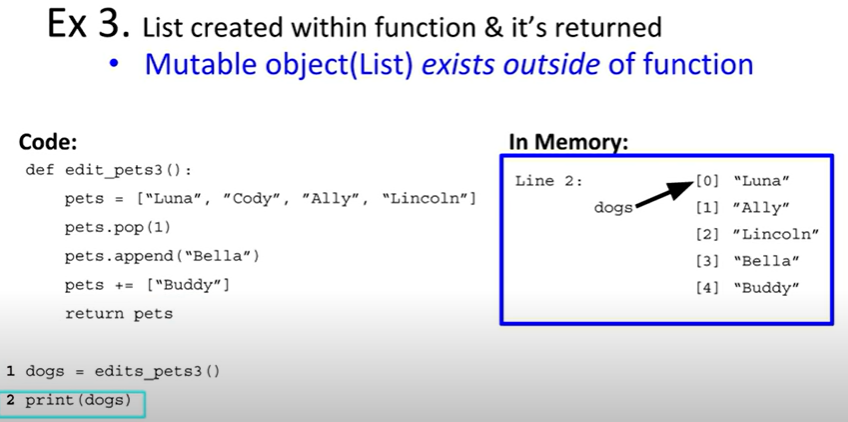 Ex 3. List created within function & it's returned
• Mutable object(List) exists outside of function
Code:
def edit_pets3():
pets = ["Luna", "Cody", "Ally", "Lincoln"]
pets.pop(1)
pets.append("Bella")
pets += ["Buddy"]
return pets
1 dogs = edits_pets3()
2 print(dogs)
In Memory:
Line 2:
dogs
[0] "Luna"
[1] "Ally"
[2] "Lincoln"
[3] "Bella"
[4] "Buddy"